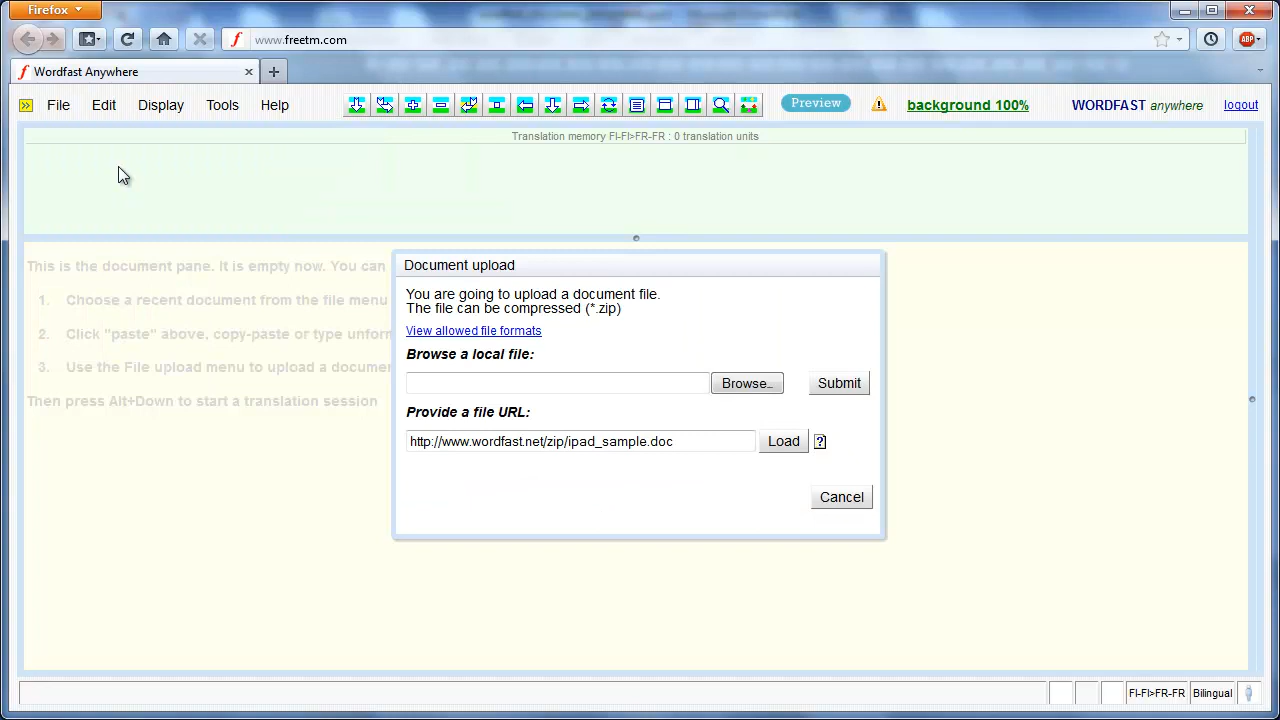 Firefox
www.freetm.com
ABP
Wordfast Anywhere
File Edit Display Tools Help
Preview
background 100%
WORDFAST anywhere
logout
Translation memory FI-FI>FR-FR : 0 translation units
This is the document pane. It is empty now. You can
1. Choose a recent document from the file menu
2. Click "paste" above, copy-paste or type unfor
3. Use the File upload menu to upload a documen
Then press Alt+Down to start a translation session
Document upload
You are going to upload a document file.
The file can be compressed (*.zip)
View allowed file formats
Browse a local file:
Browse...
Submit
Provide a file URL:
http://www.wordfast.net/zip/ipad_sample.doc
Load
?
Cancel
FI-FI>FR-FR
Bilingual